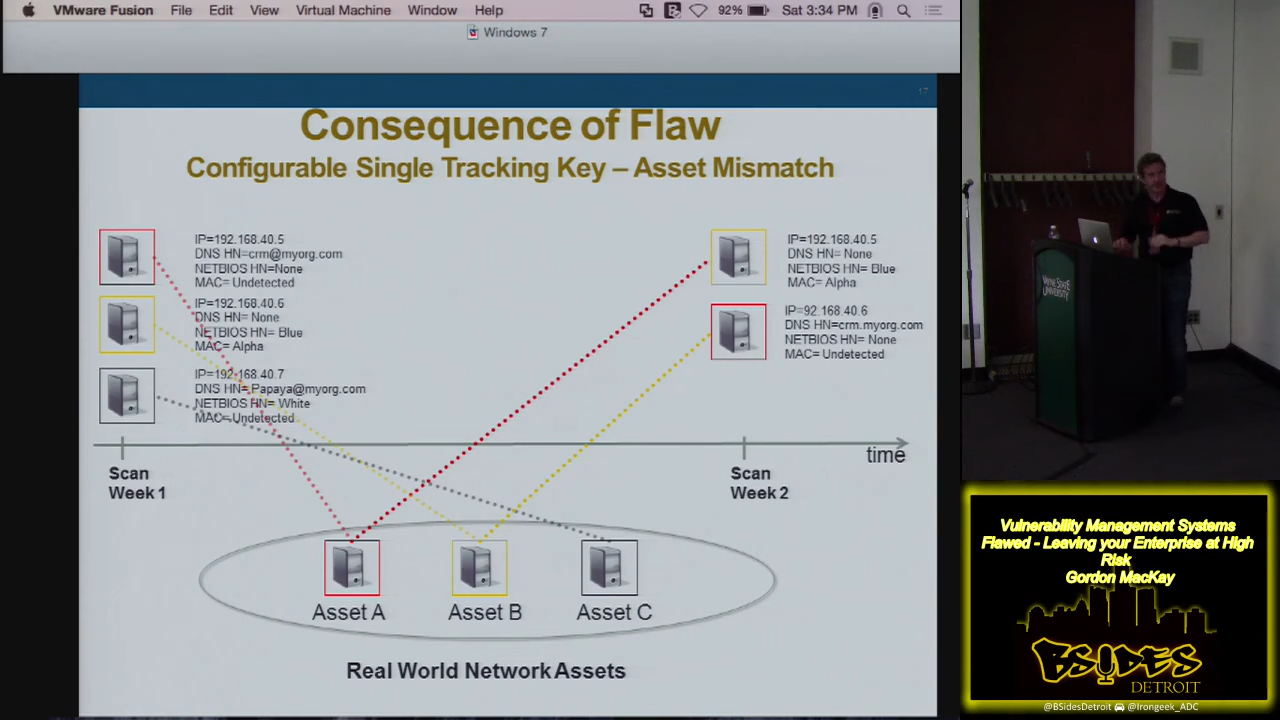 VMware Fusion File Edit View Virtual Machine Window Help 92% Sat 3:34 PM
Windows 7
17
Consequence of Flaw
Configurable Single Tracking Key – Asset Mismatch
IP=192.168.40.5
DNS HN=crm@myorg.com
NETBIOS HN=None
MAC= Undetected
IP=192.168.40.6
DNS HN= None
NETBIOS HN= Blue
MAC= Alpha
IP=192.168.40.7
DNS HN= Papaya@myorg.com
NETBIOS HN= White
MAC=Undetected
IP=192.168.40.5
DNS HN= None
NETBIOS HN= Blue
MAC= Alpha
IP=92.168.40.6
DNS HN=crm.myorg.com
NETBIOS HN= None
MAC= Undetected
time
Scan
Week 1
Scan
Week 2
Asset A
Asset B
Asset C
Real World Network Assets
WAYNE STATE
UNIVERSITY
Vulnerability Management Systems
Flawed - Leaving your Enterprise at High
Risk
Gordon MacKay
BSIDES
DETROIT
@BSidesDetroit @Irongeek_ADC